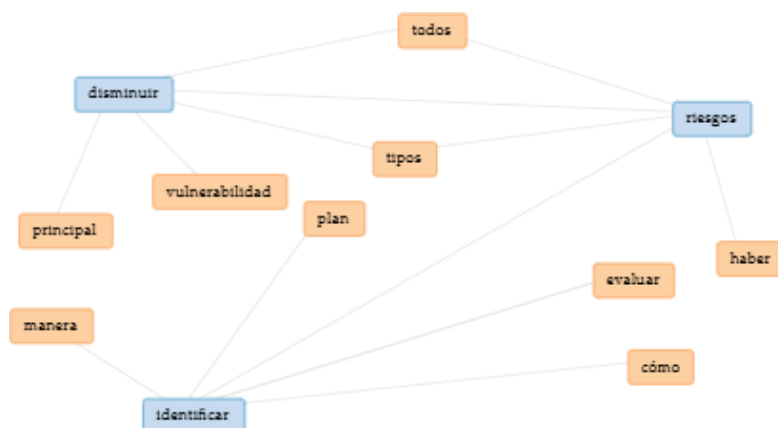 todos
disminuir
riesgos
tipos
vulnerabilidad
plan
principal
haber
evaluar
manera
cómo
identificar